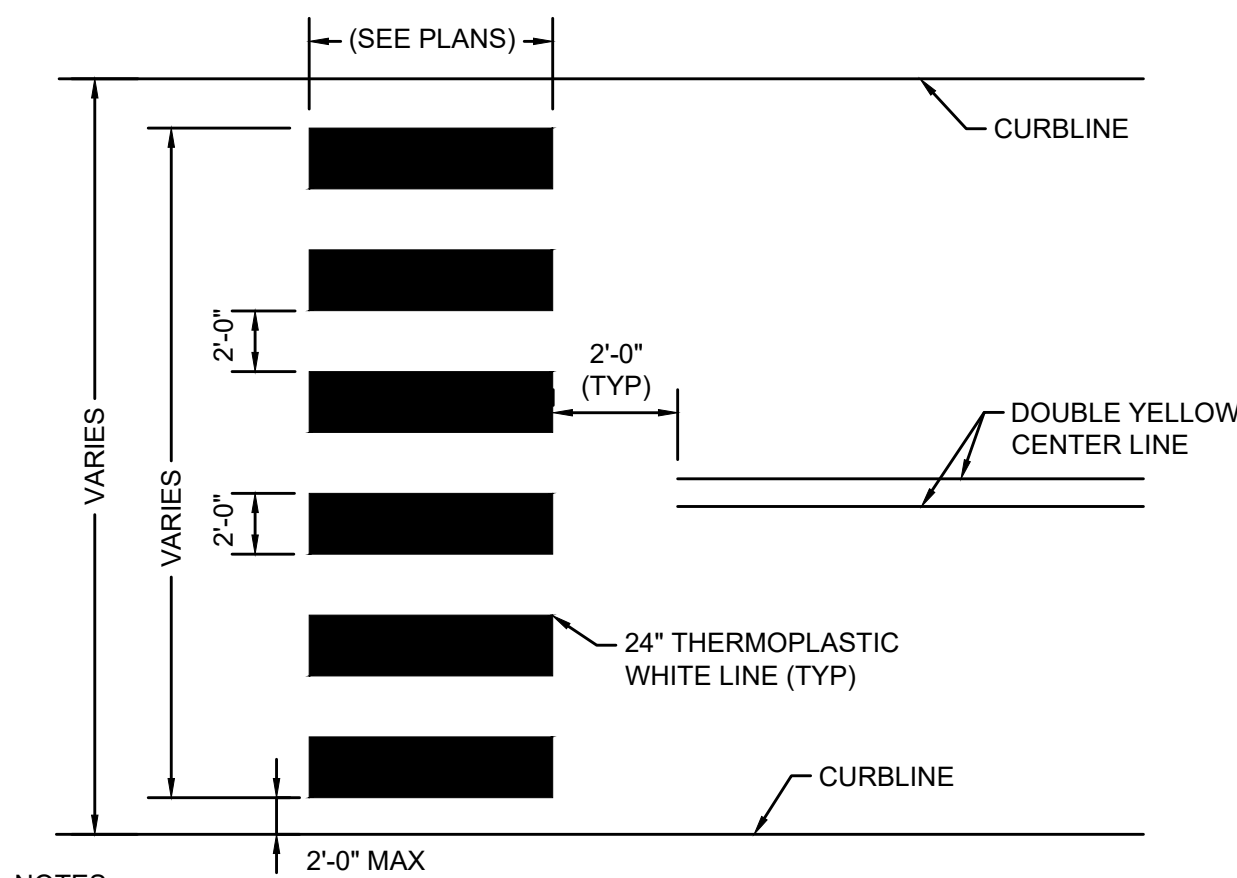 (SEE PLANS)
CURBLINE
2'-0"
2'-0"
(TYP)
DOUBLE YELLOW
CENTER LINE
VARIES
VARIES
2'-0"
24" THERMOPLASTIC
WHITE LINE (TYP)
CURBLINE
2'-0" MAX
NOTES